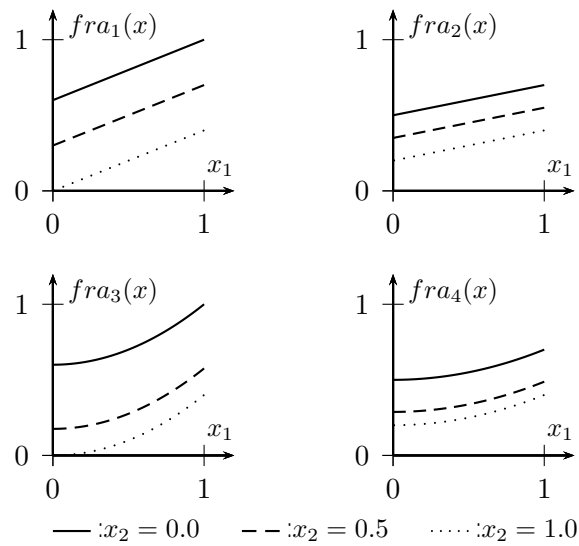 fra₁(x) fra₂(x)
1 1
x₁ x₁
0 0
0 1 0 1
fra₃(x) fra₄(x)
1 1
x₁ x₁
0 0
0 1 0 1
:x₂ = 0.0 :x₂ = 0.5 :x₂ = 1.0